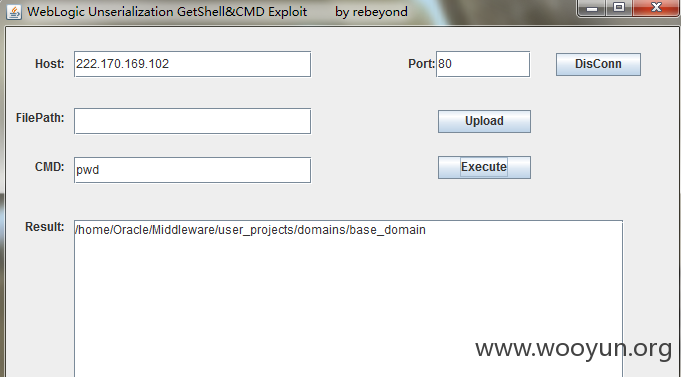 WebLogic Unserialization GetShell&CMD Exploit by rebeyond
Host: 222.170.169.102 Port: 80 DisConn
FilePath: Upload
CMD: pwd Execute
Result: /home/Oracle/Middleware/user_projects/domains/base_domain
www.wooyun.org